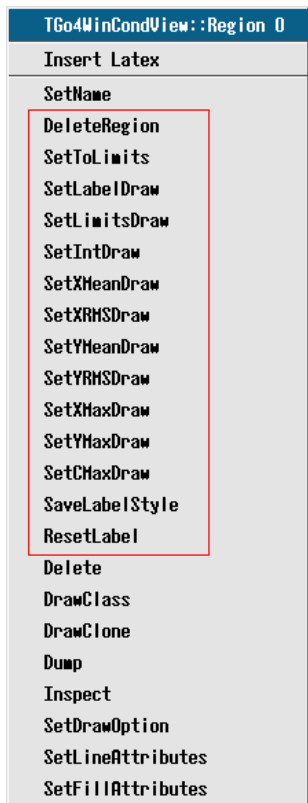 TGo4WinCondView::Region 0
Insert Latex
SetName
DeleteRegion
SetToLimits
SetLabelDraw
SetLimitsDraw
SetIntDraw
SetXMeanDraw
SetXRMSDraw
SetYMeanDraw
SetYRMSDraw
SetXMaxDraw
SetYMaxDraw
SetCMaxDraw
SaveLabelStyle
ResetLabel
Delete
DrawClass
DrawClone
Dump
Inspect
SetDrawOption
SetLineAttributes
SetFillAttributes